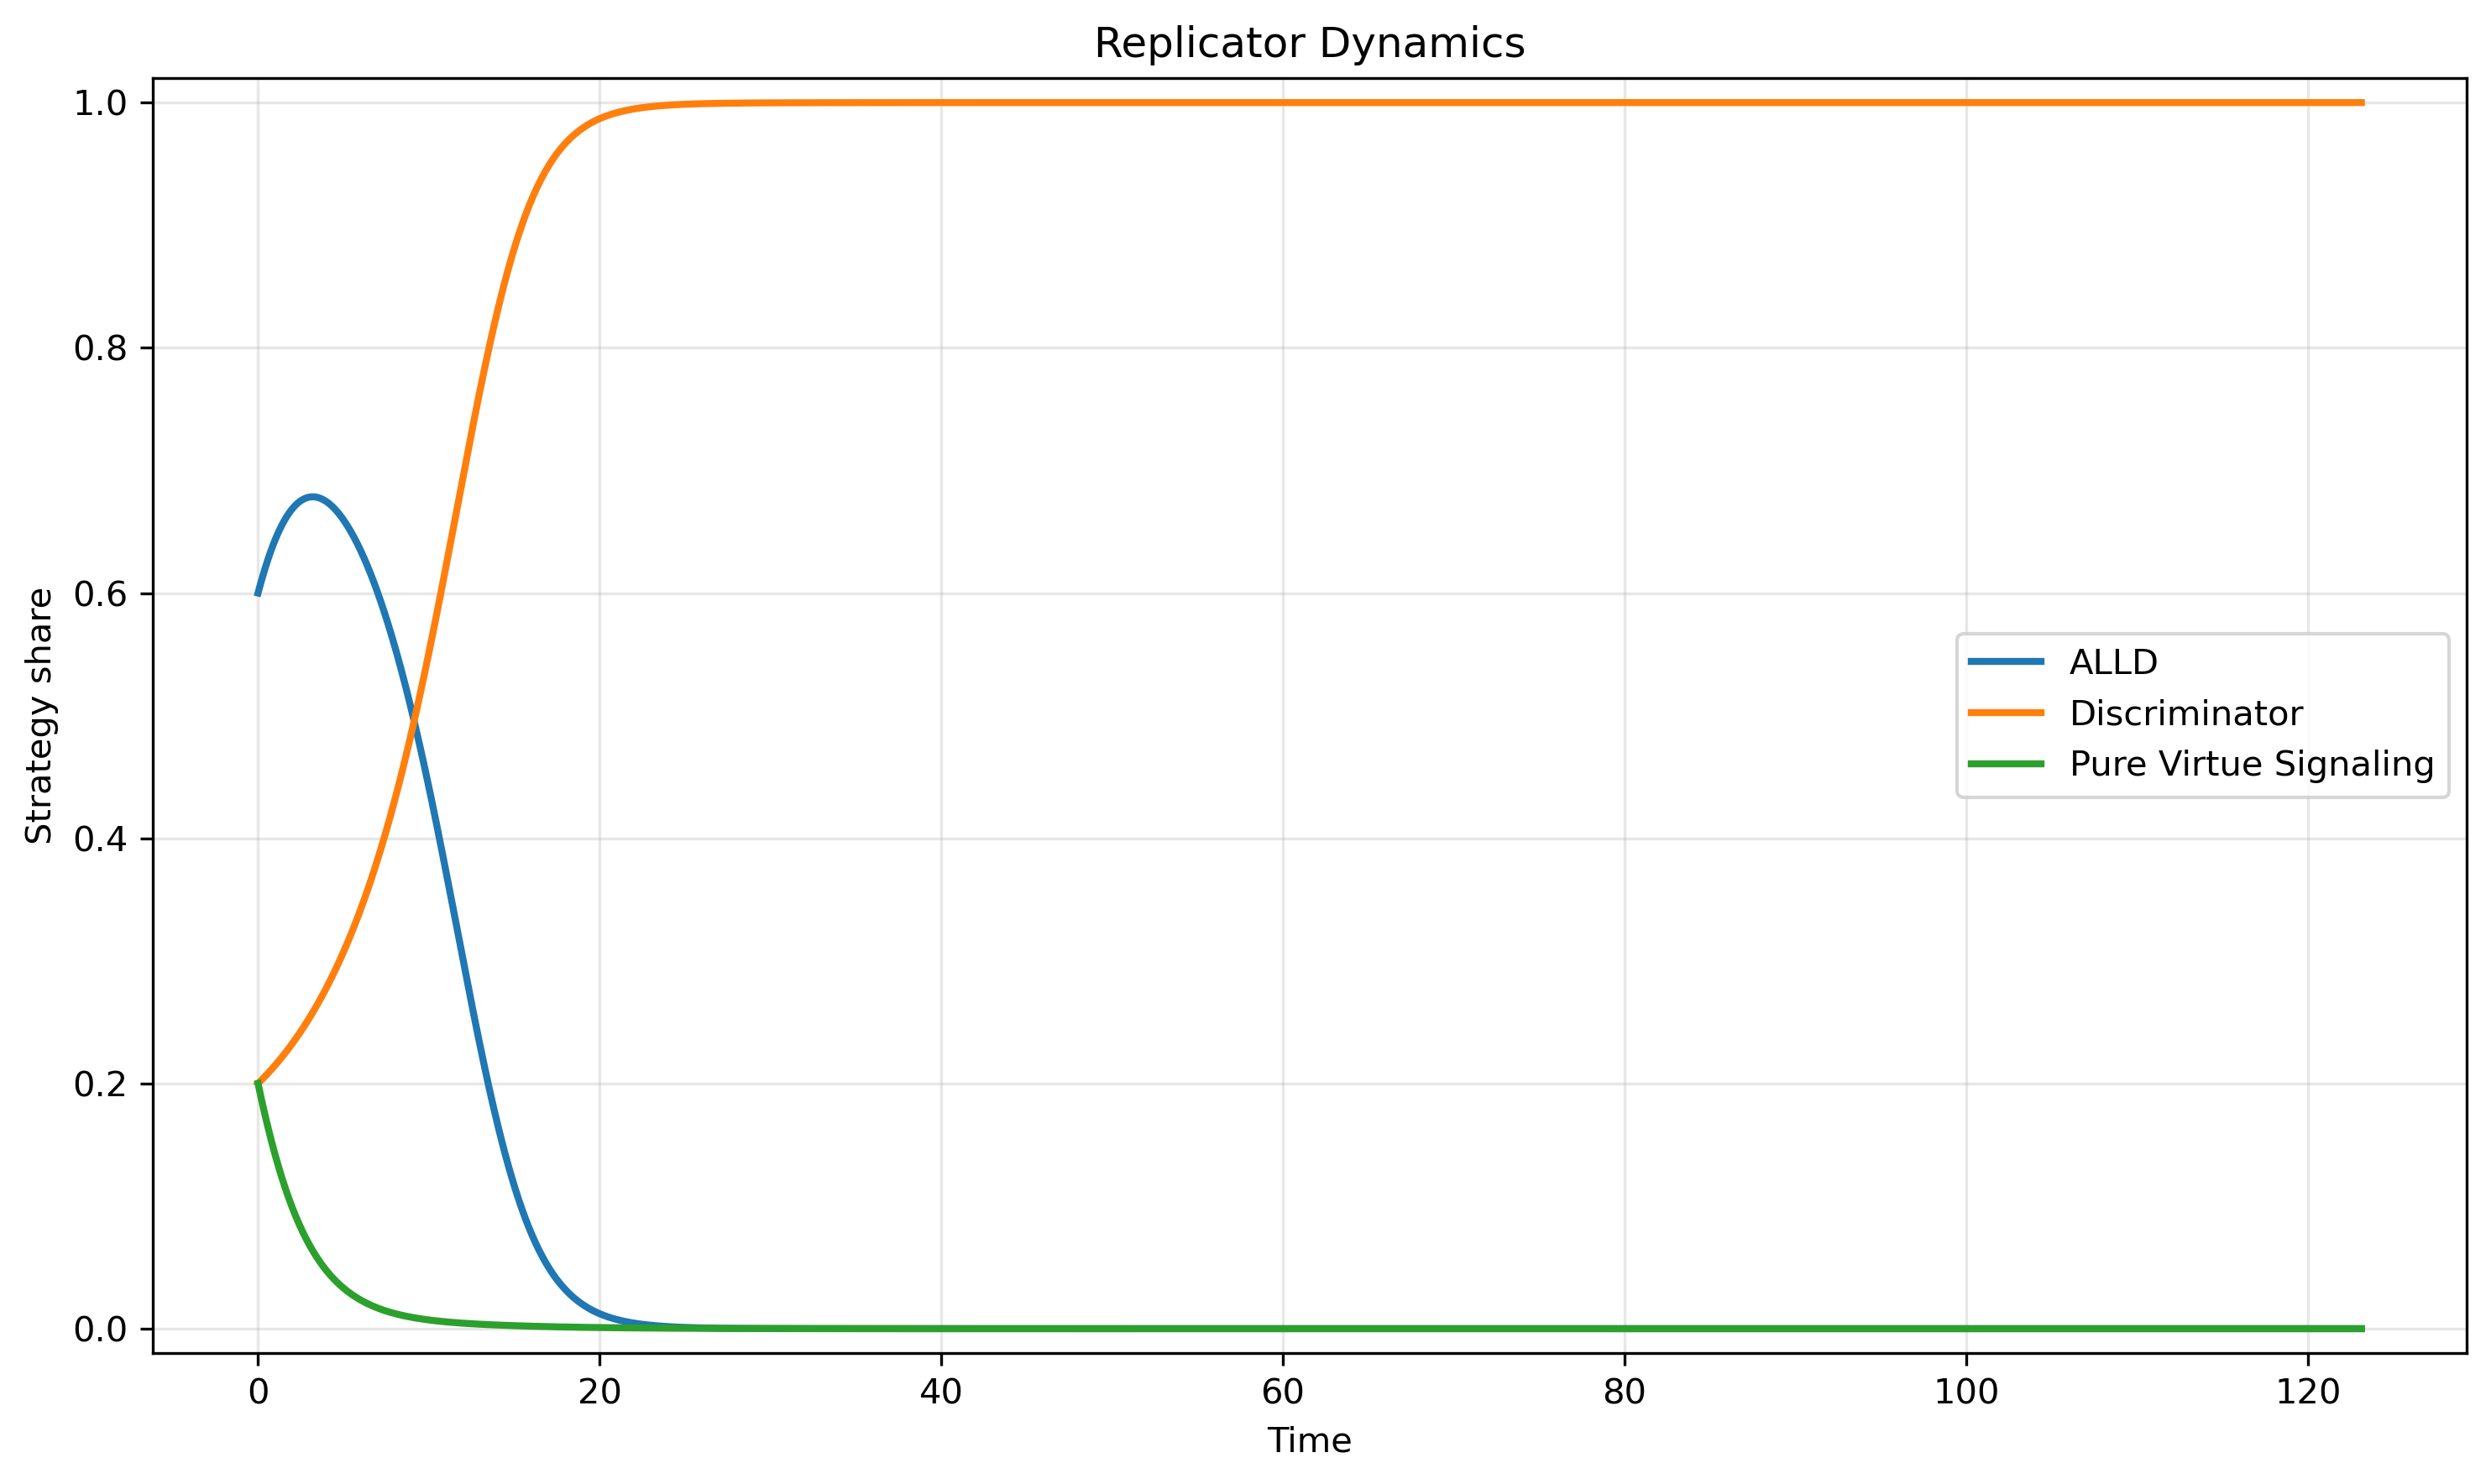 Replicator Dynamics
Strategy share
1.0
0.8
0.6
0.4
0.2
0.0
ALLD
Discriminator
Pure Virtue Signaling
0 20 40 60 80 100 120
Time